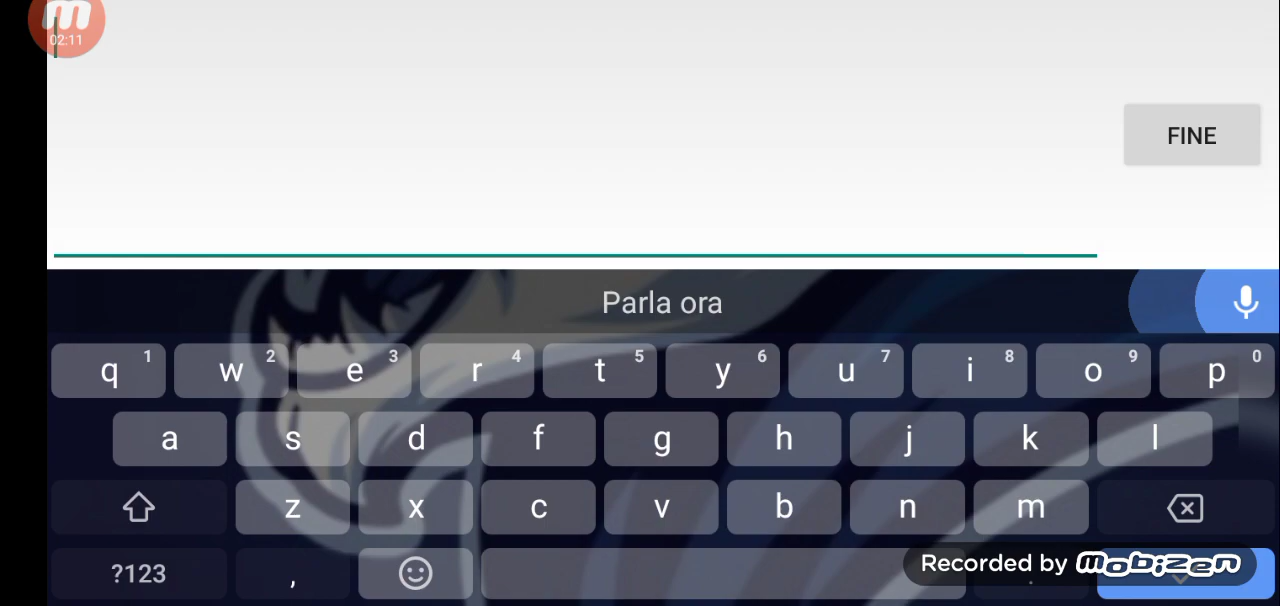 m
02:11
FINE
Parla ora
q 1 w 2 e 3 r 4 t 5 y 6 u 7 i 8 o 9 p 0
a s d f g h j k l
z x c v b n m
?123 , .
Recorded by mobizen